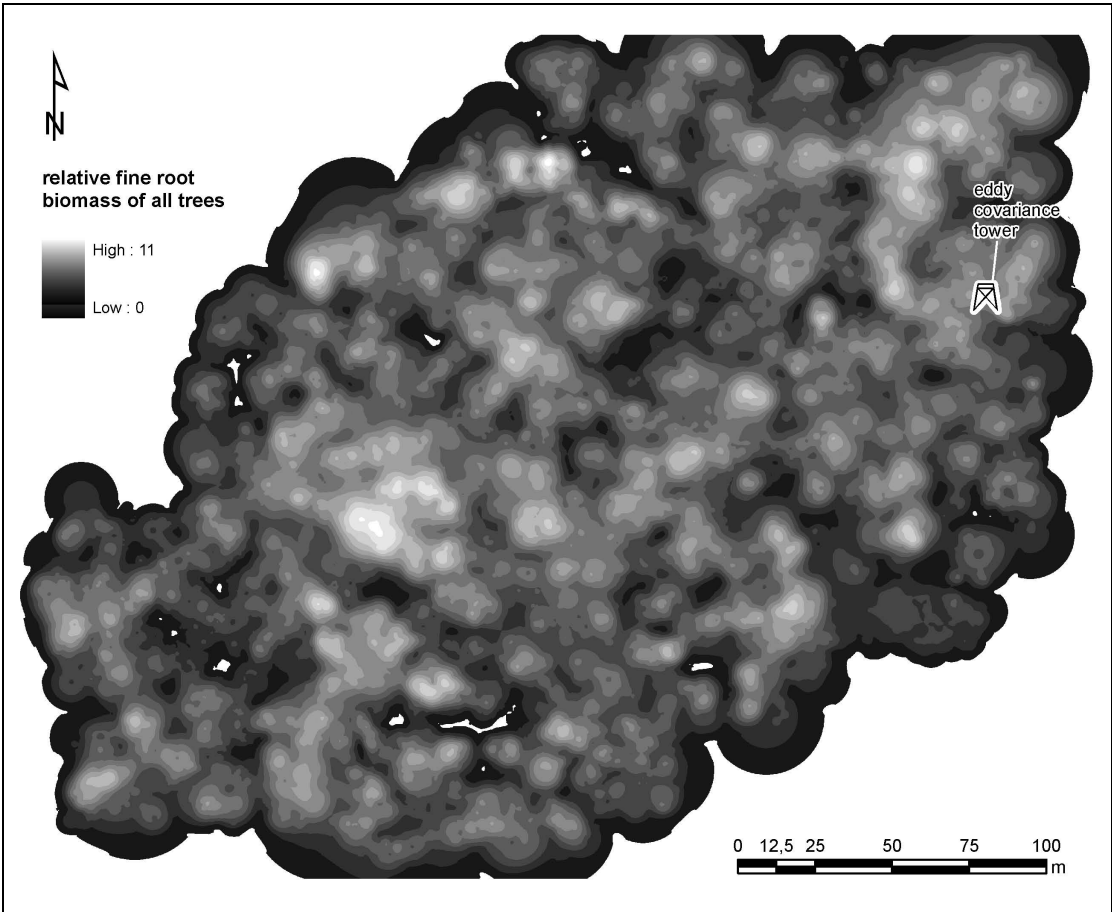 N
relative fine root
biomass of all trees
High : 11
Low : 0
eddy
covariance
tower
0 12,5 25 50 75 100
m